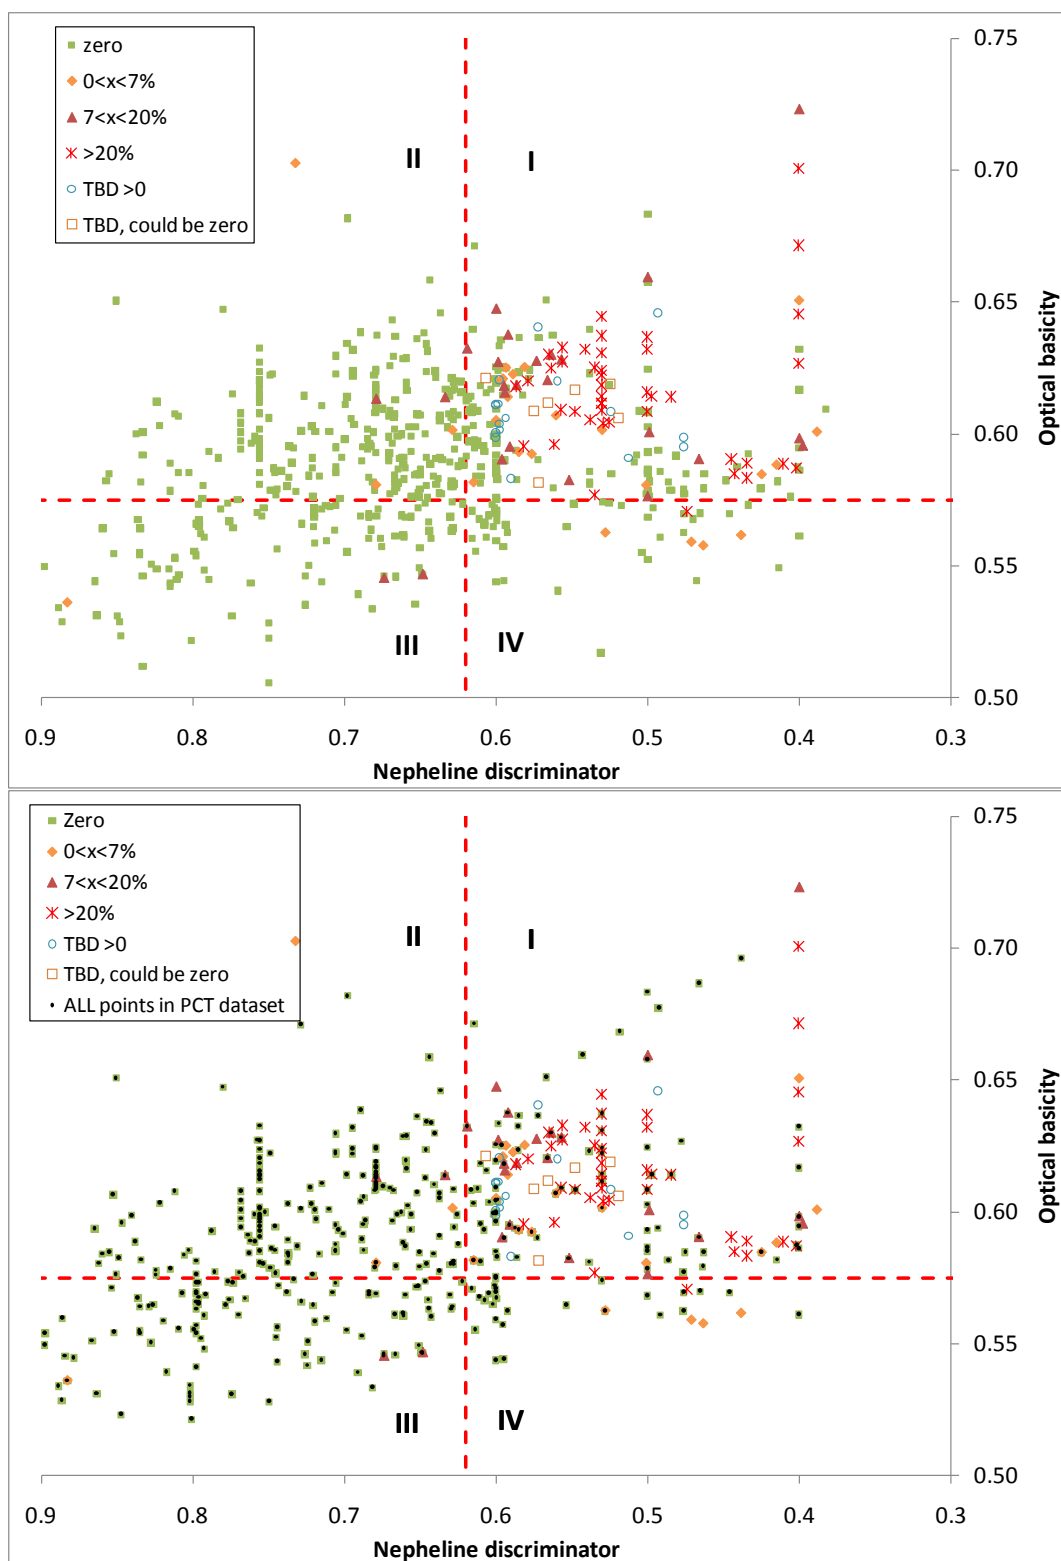 zero
0<x<7%
7<x<20%
>20%
TBD >0
TBD, could be zero
II
I
III
IV
0.75
0.70
0.65
0.60
0.55
0.50
Optical basicity
0.9 0.8 0.7 0.6 0.5 0.4 0.3
Nepheline discriminator
Zero
0<x<7%
7<x<20%
>20%
TBD >0
TBD, could be zero
ALL points in PCT dataset
II
I
III
IV
0.75
0.70
0.65
0.60
0.55
0.50
Optical basicity
0.9 0.8 0.7 0.6 0.5 0.4 0.3
Nepheline discriminator